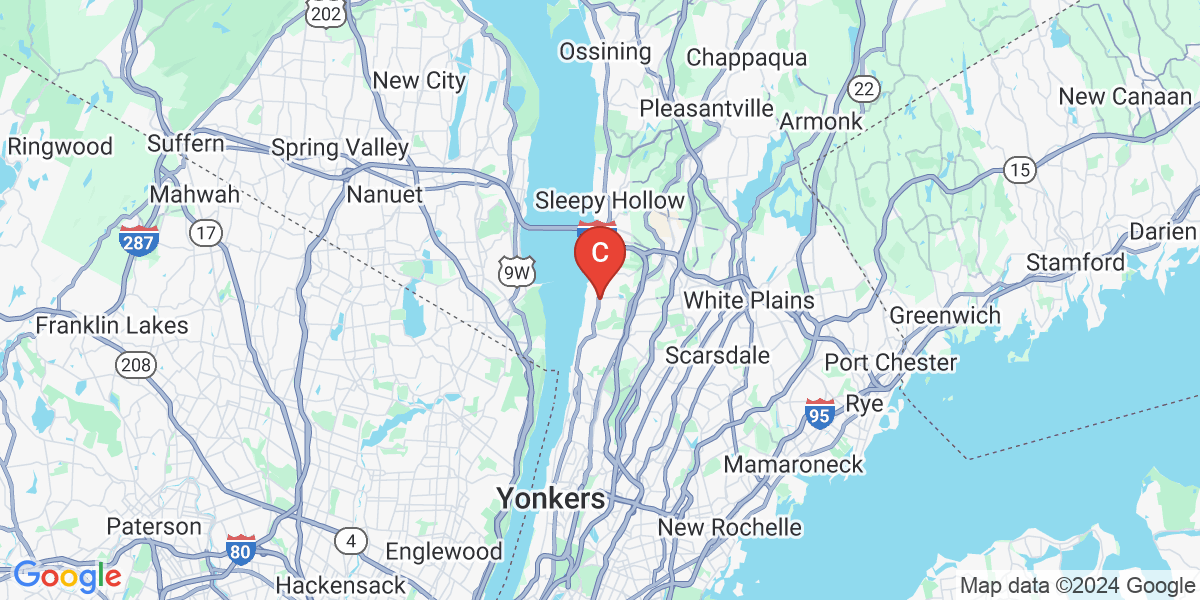 202
Ossining
Chappaqua
New City
22
Pleasantville
New Canaan
Armonk
Ringwood
Suffern
Spring Valley
15
Mahwah
Nanuet
Sleepy Hollow
17
287
Darien
C
9W
Stamford
White Plains
Greenwich
Franklin Lakes
208
Scarsdale
Port Chester
95
Rye
Mamaroneck
Yonkers
Paterson
New Rochelle
4
80
Englewood
Google
Hackensack
Map data ©2024 Google